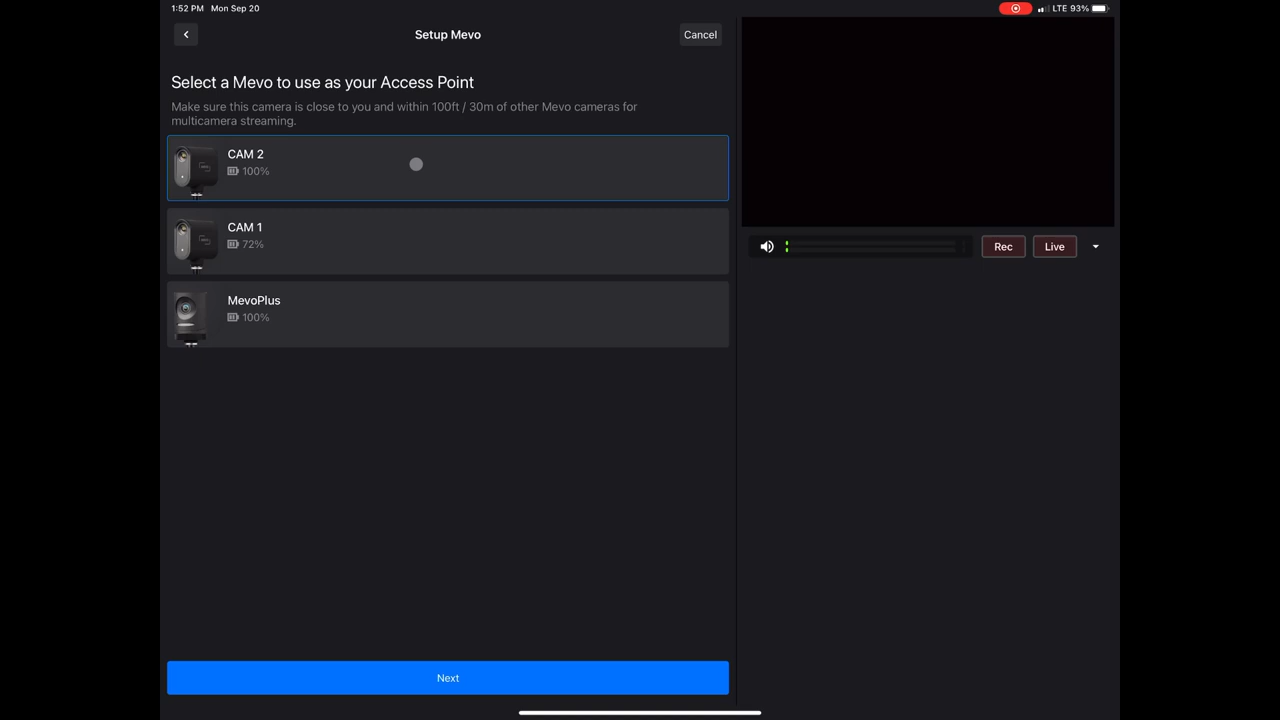 1:52 PM Mon Sep 20
LTE 93%
Setup Mevo
Cancel
Select a Mevo to use as your Access Point
Make sure this camera is close to you and within 100ft / 30m of other Mevo cameras for
multicamera streaming.
CAM 2
100%
CAM 1
72%
MevoPlus
100%
Rec
Live
Next